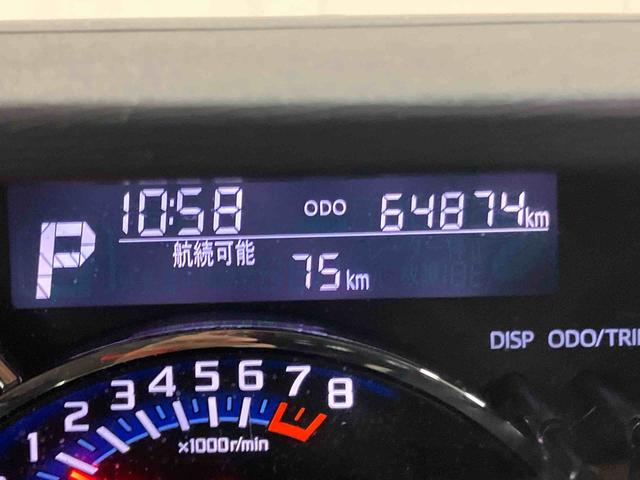 P 10:58 ODO 64874km
航続可能 75km
DISP ODO/TRI
1 2 3 4 5 6 7 8
×1000r/min